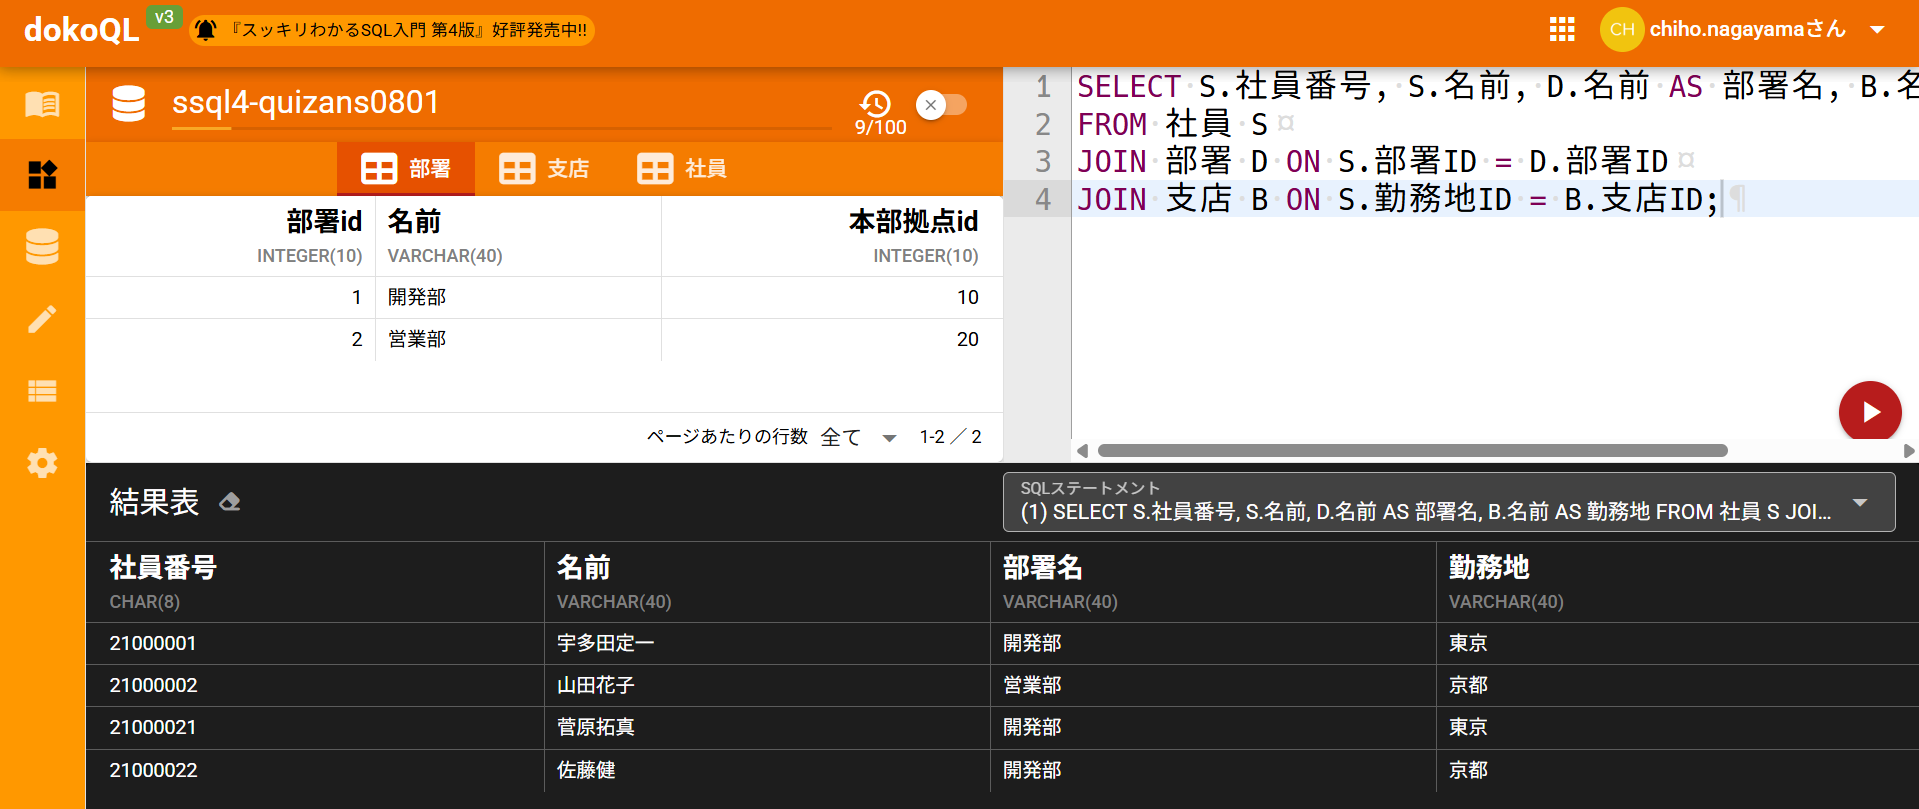 dokoQL v3 『スッキリわかるSQL入門 第4版』好評発売中!! CH chiho.nagayamaさん
ssql4-quizans0801 9/100
部署 支店 社員
部署id 名前 本部拠点id
INTEGER(10) VARCHAR(40) INTEGER(10)
1 開発部 10
2 営業部 20
ページあたりの行数 全て 1-2 ／ 2
1 SELECT S.社員番号, S.名前, D.名前 AS 部署名, B.名
2 FROM 社員 S
3 JOIN 部署 D ON S.部署ID = D.部署ID
4 JOIN 支店 B ON S.勤務地ID = B.支店ID;
結果表
SQLステートメント
(1) SELECT S.社員番号, S.名前, D.名前 AS 部署名, B.名前 AS 勤務地 FROM 社員 S JOI...
社員番号 名前 部署名 勤務地
CHAR(8) VARCHAR(40) VARCHAR(40) VARCHAR(40)
21000001 宇多田定一 開発部 東京
21000002 山田花子 営業部 京都
21000021 菅原拓真 開発部 東京
21000022 佐藤健 開発部 京都